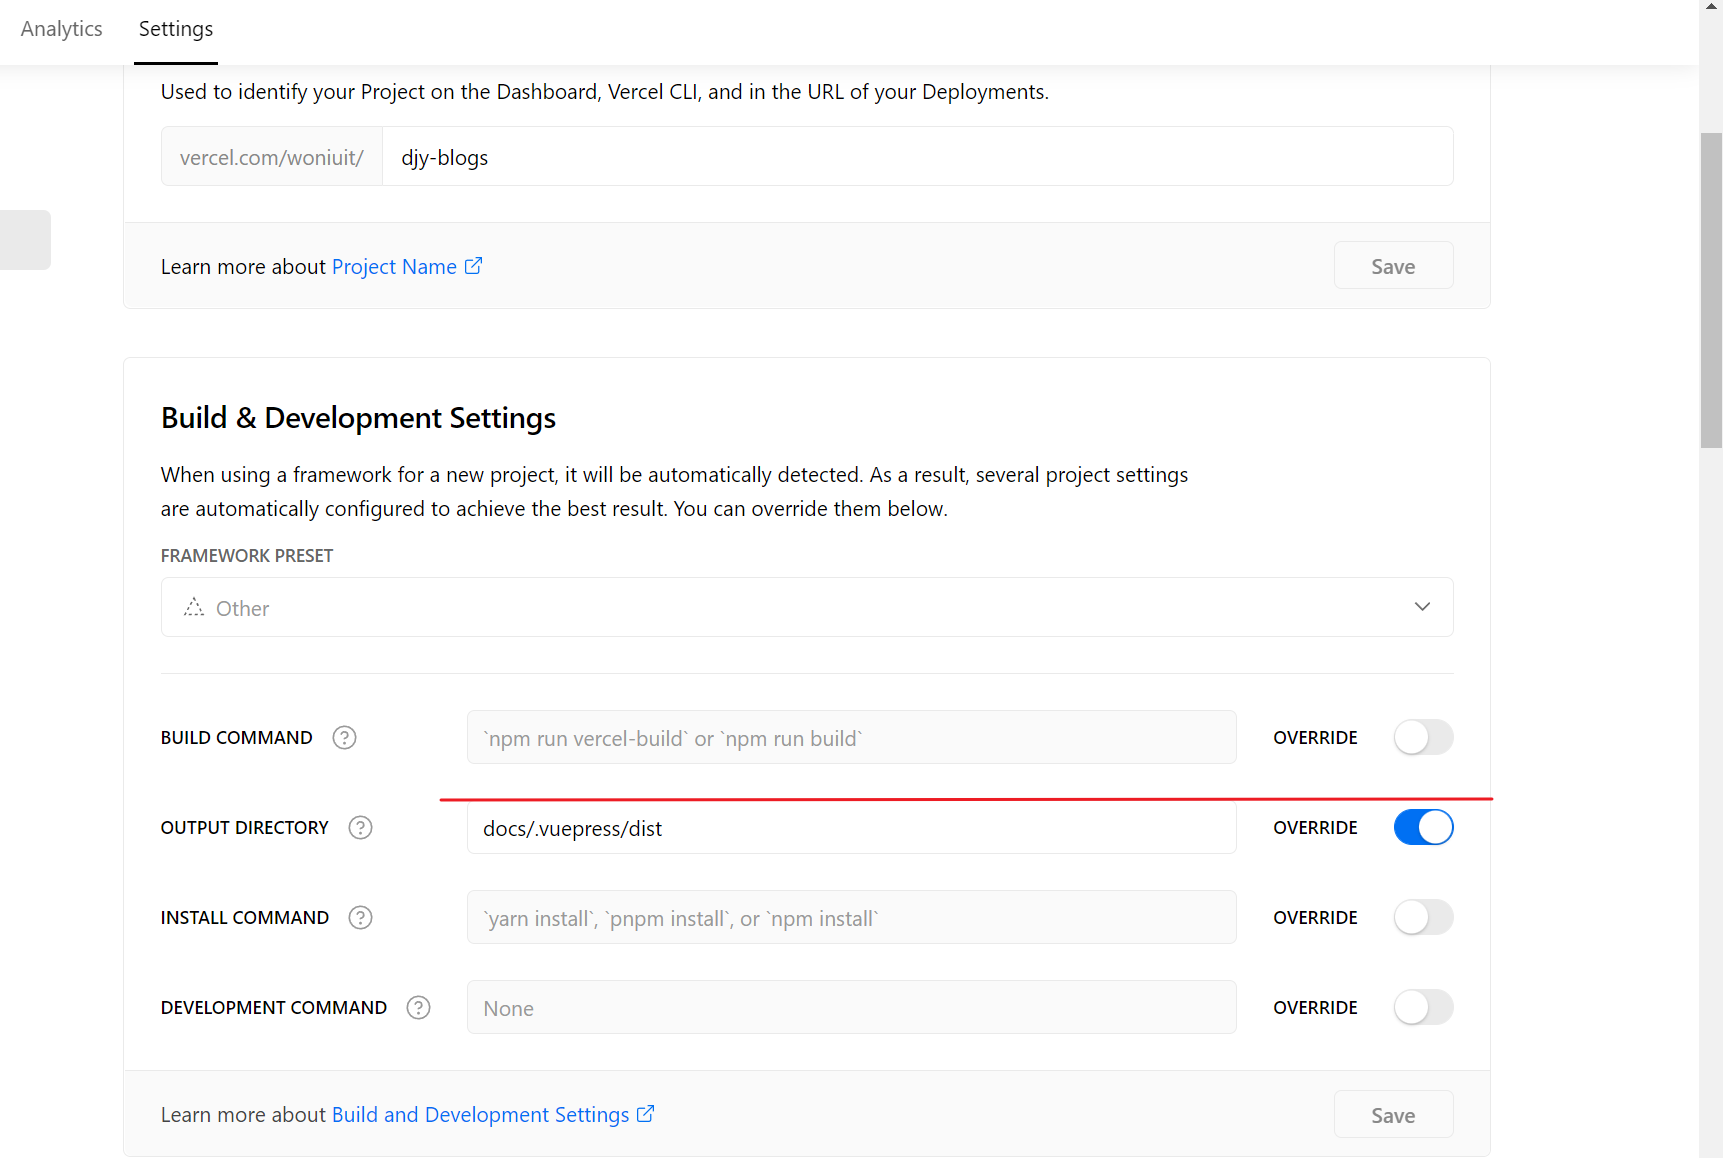 Analytics Settings
Used to identify your Project on the Dashboard, Vercel CLI, and in the URL of your Deployments.
vercel.com/woniuit/ djy-blogs
Learn more about Project Name Save
Build & Development Settings
When using a framework for a new project, it will be automatically detected. As a result, several project settings
are automatically configured to achieve the best result. You can override them below.
FRAMEWORK PRESET
Other
BUILD COMMAND ? `npm run vercel-build` or `npm run build` OVERRIDE
OUTPUT DIRECTORY ? docs/.vuepress/dist OVERRIDE
INSTALL COMMAND ? `yarn install`, `pnpm install`, or `npm install` OVERRIDE
DEVELOPMENT COMMAND ? None OVERRIDE
Learn more about Build and Development Settings Save